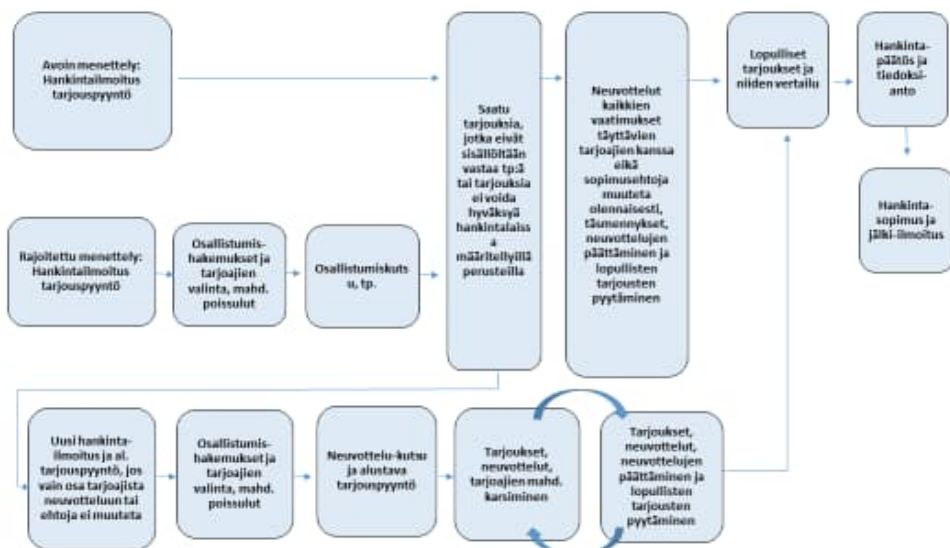 Avoin menettely:
Hankintailmoitus
tarjouspyyntö
Saatu
tarjouksia,
jotka eivät
sisällöltään
vastaa tp:ä
tai tarjouksia
ei voida
hyväksyä
hankintalaiss
a
määritellyillä
perusteilla
Neuvottelut
kaikkien
vaatimukset
täyttävien
tarjoajien kanssa
eikä
sopimusehtoja
muuteta
olennaisesti,
täsmennykset,
neuvottelujen
päättäminen ja
lopullisten
tarjousten
pyytäminen
Lopulliset
tarjoukset ja
niiden vertailu
Hankinta-
päätös ja
tiedoksi-
anto
Hankinta-
sopimus ja
jälki-ilmoitus
Rajoitettu menettely:
Hankintailmoitus
tarjouspyyntö
Osallistumis-
hakemukset ja
tarjoajien
valinta, mahd.
poissulut
Osallistumiskuts
u, tp.
Uusi hankinta-
ilmoitus ja al.
tarjouspyyntö, jos
vain osa tarjoajista
neuvotteluun tai
ehtoja ei muutata
Osallistumis-
hakemukset ja
tarjoajien
valinta, mahd.
poissulut
Neuvottelu-kutsu
ja alustava
tarjouspyyntö
Tarjoukset,
neuvottelut,
tarjoajien mahd.
karsiminen
Tarjoukset,
neuvottelut,
neuvottelujen
päättäminen ja
lopullisten
tarjousten
pyytäminen